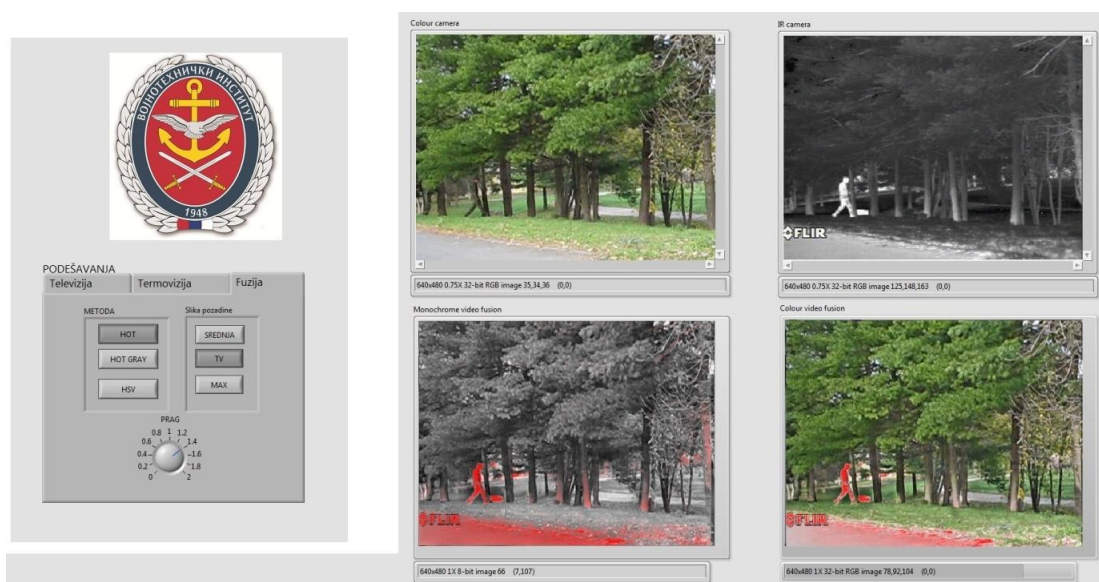 ВОЈНОТЕХНИЧКИ ИНСТИТУТ
1948
PODEŠAVANJA
Televizija Termovizija Fuzija
METODA
HOT
HOT GRAY
HSV
Slika pozadine
SREDNJA
TV
MAX
PRAG
0 0.2 0.4 0.6 0.8 1 1.2 1.4 1.6 1.8 2
Colour camera
640x480 0.75X 32-bit RGB image 35,34,36 (0,0)
IR camera
$FLIR
640x480 0.75X 32-bit RGB image 125,148,163 (0,0)
Monochrome video fusion
$FLIR
640x480 1X 8-bit image 66 (7,107)
Colour video fusion
$FLIR
640x480 1X 32-bit RGB image 78,92,104 (0,0)